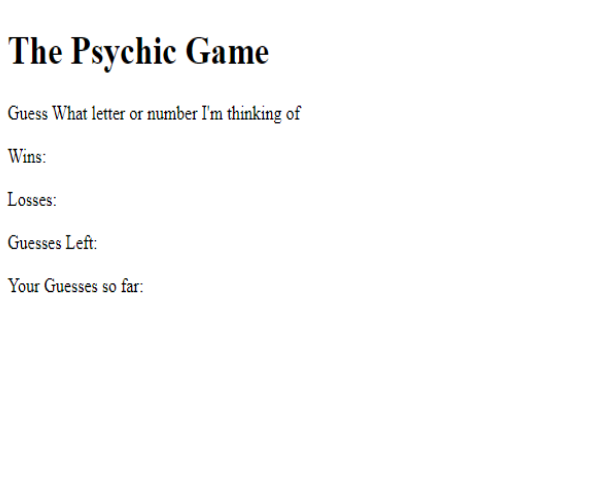 The Psychic Game
Guess What letter or number I'm thinking of
Wins:
Losses:
Guesses Left:
Your Guesses so far: